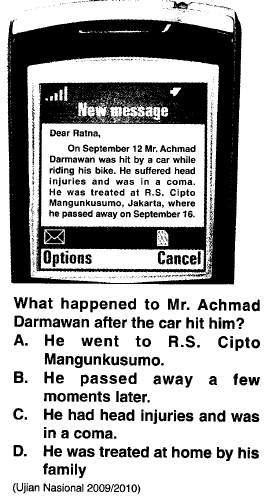 New message
Dear Ratna,
On September 12 Mr. Achmad
Darmawan was hit by a car while
riding his bike. He suffered head
injuries and was in a coma.
He was treated at R.S. Cipto
Mangunkusumo, Jakarta, where
he passed away on September 16.
Options Cancel
What happened to Mr. Achmad
Darmawan after the car hit him?
A. He went to R.S. Cipto
Mangunkusumo.
B. He passed away a few
moments later.
C. He had head injuries and was
in a coma.
D. He was treated at home by his
family
(Ujian Nasional 2009/2010)